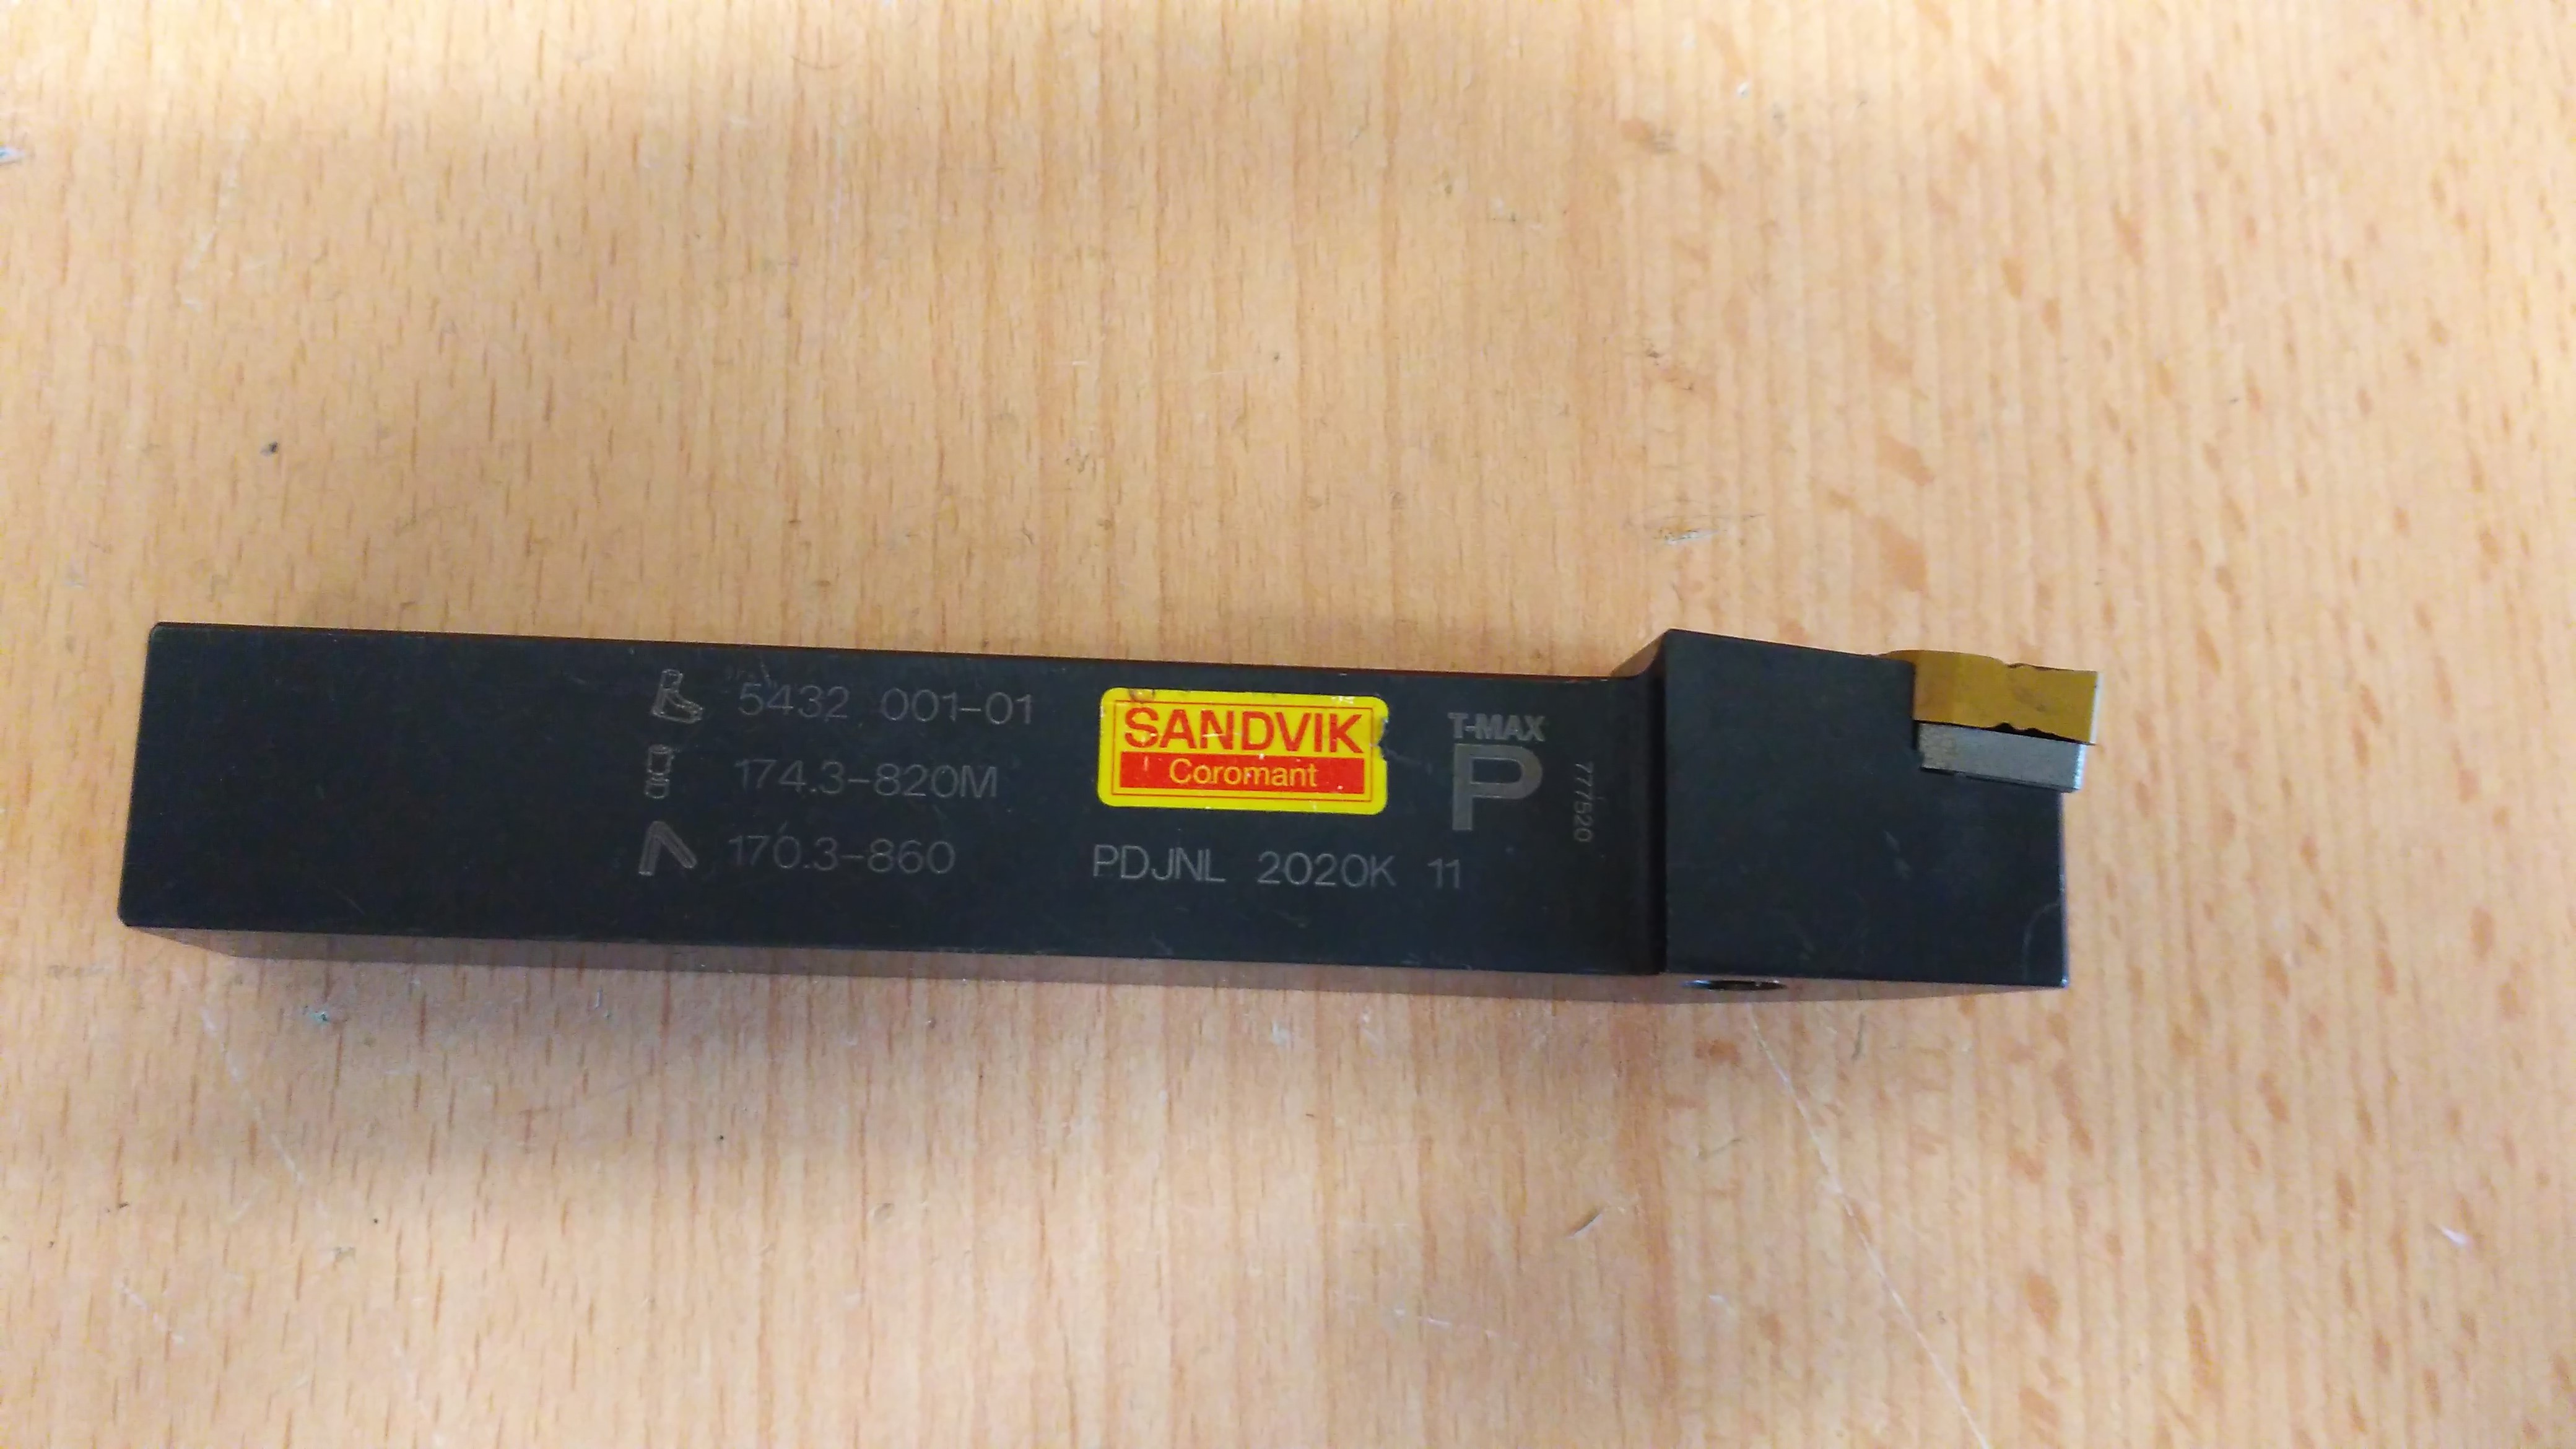 5432 001-01
174.3-820M
170.3-860
SANDVIK
Coromant
PDJNL 2020K 11
T-MAX
P
777520